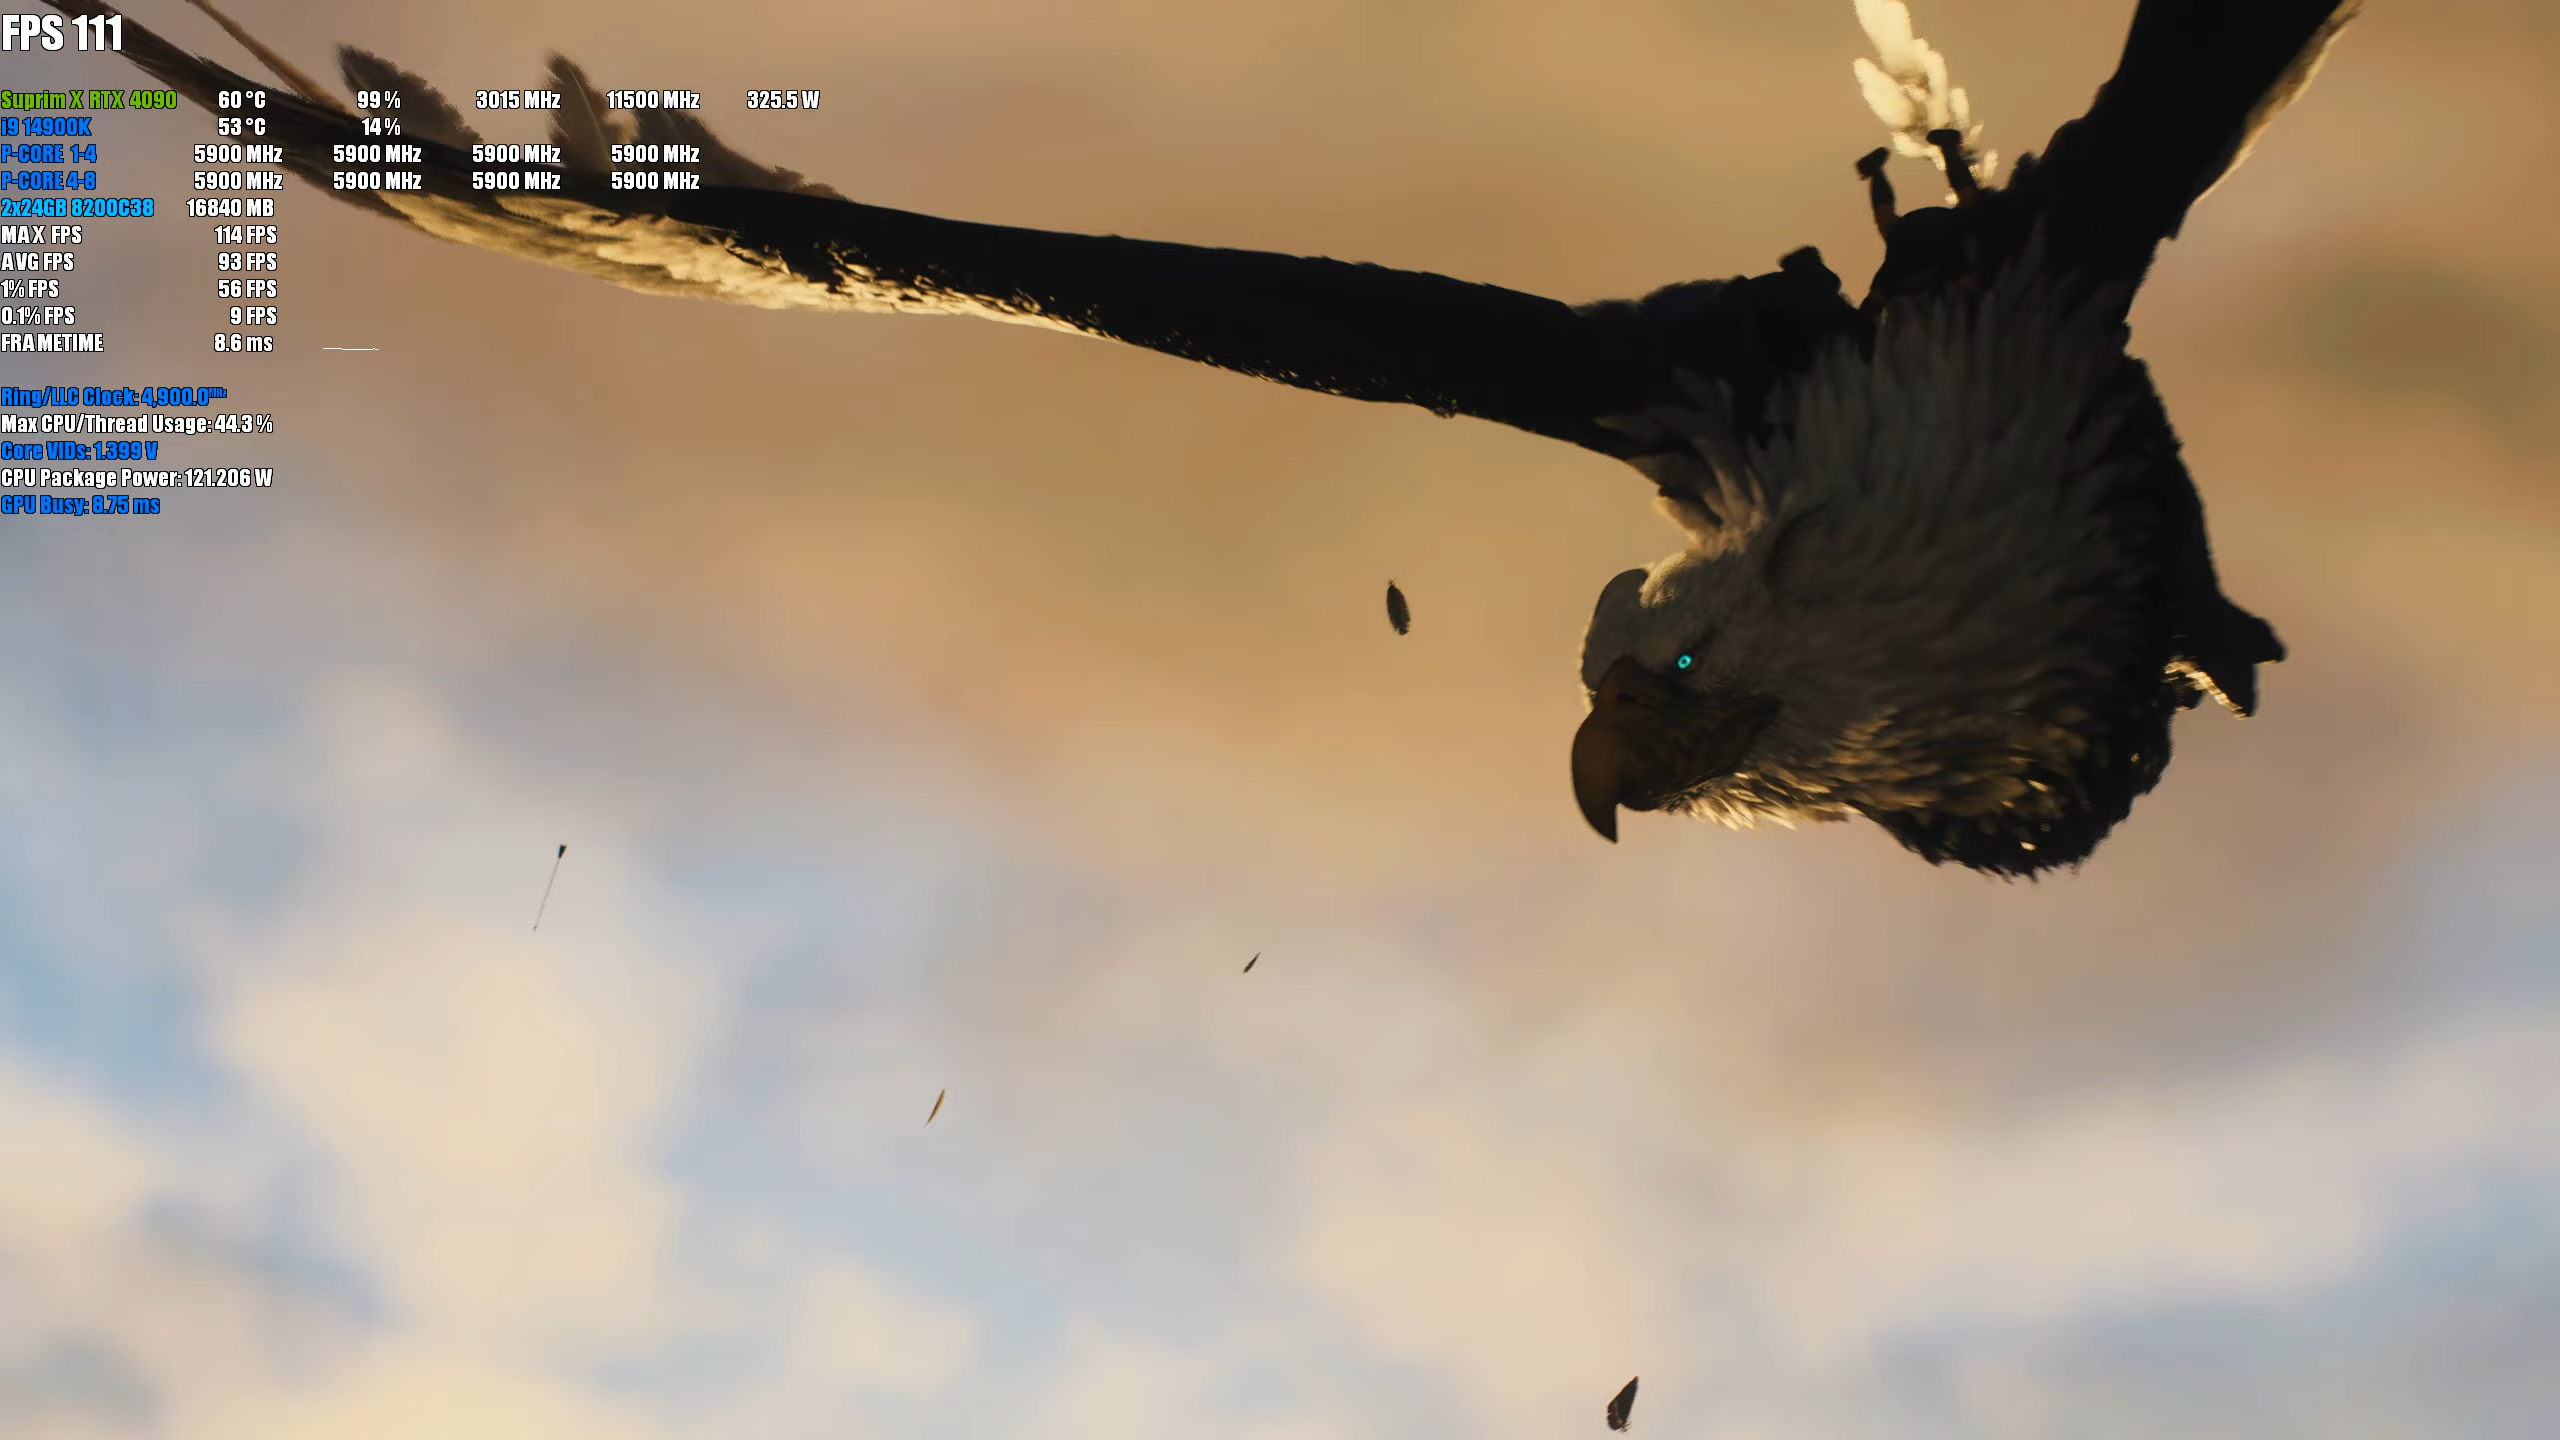 FPS 111
Suprim X RTX 4090 60 °C 99 % 3015 MHz 11500 MHz 325.5 W
i9 14900K 53 °C 14 %
P-CORE 1-4 5900 MHz 5900 MHz 5900 MHz 5900 MHz
P-CORE 4-8 5900 MHz 5900 MHz 5900 MHz 5900 MHz
2x24GB 8200C38 16840 MB
MAX FPS 114 FPS
AVG FPS 93 FPS
1% FPS 56 FPS
0.1% FPS 9 FPS
FRAMETIME 8.6 ms
Ring/LLC Clock: 4,900.0 MHz
Max CPU/Thread Usage: 44.3 %
Core VIDs: 1.399 V
CPU Package Power: 121.206 W
GPU Busy: 8.75 ms